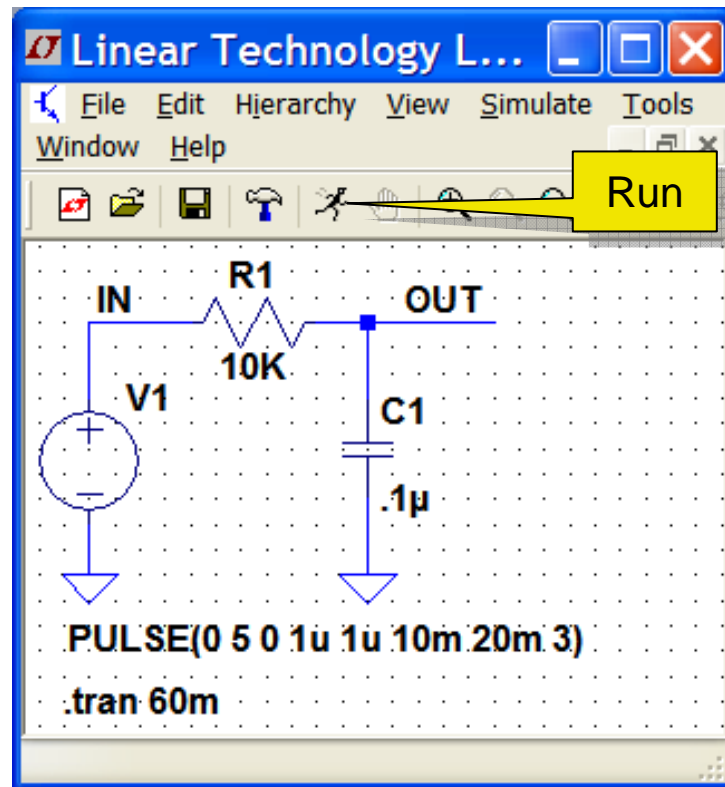 Linear Technology L...
File Edit Hierarchy View Simulate Tools
Window Help
Run
IN
R1
OUT
10K
V1
C1
.1µ
PULSE(0 5 0 1u 1u 10m 20m 3)
.tran 60m